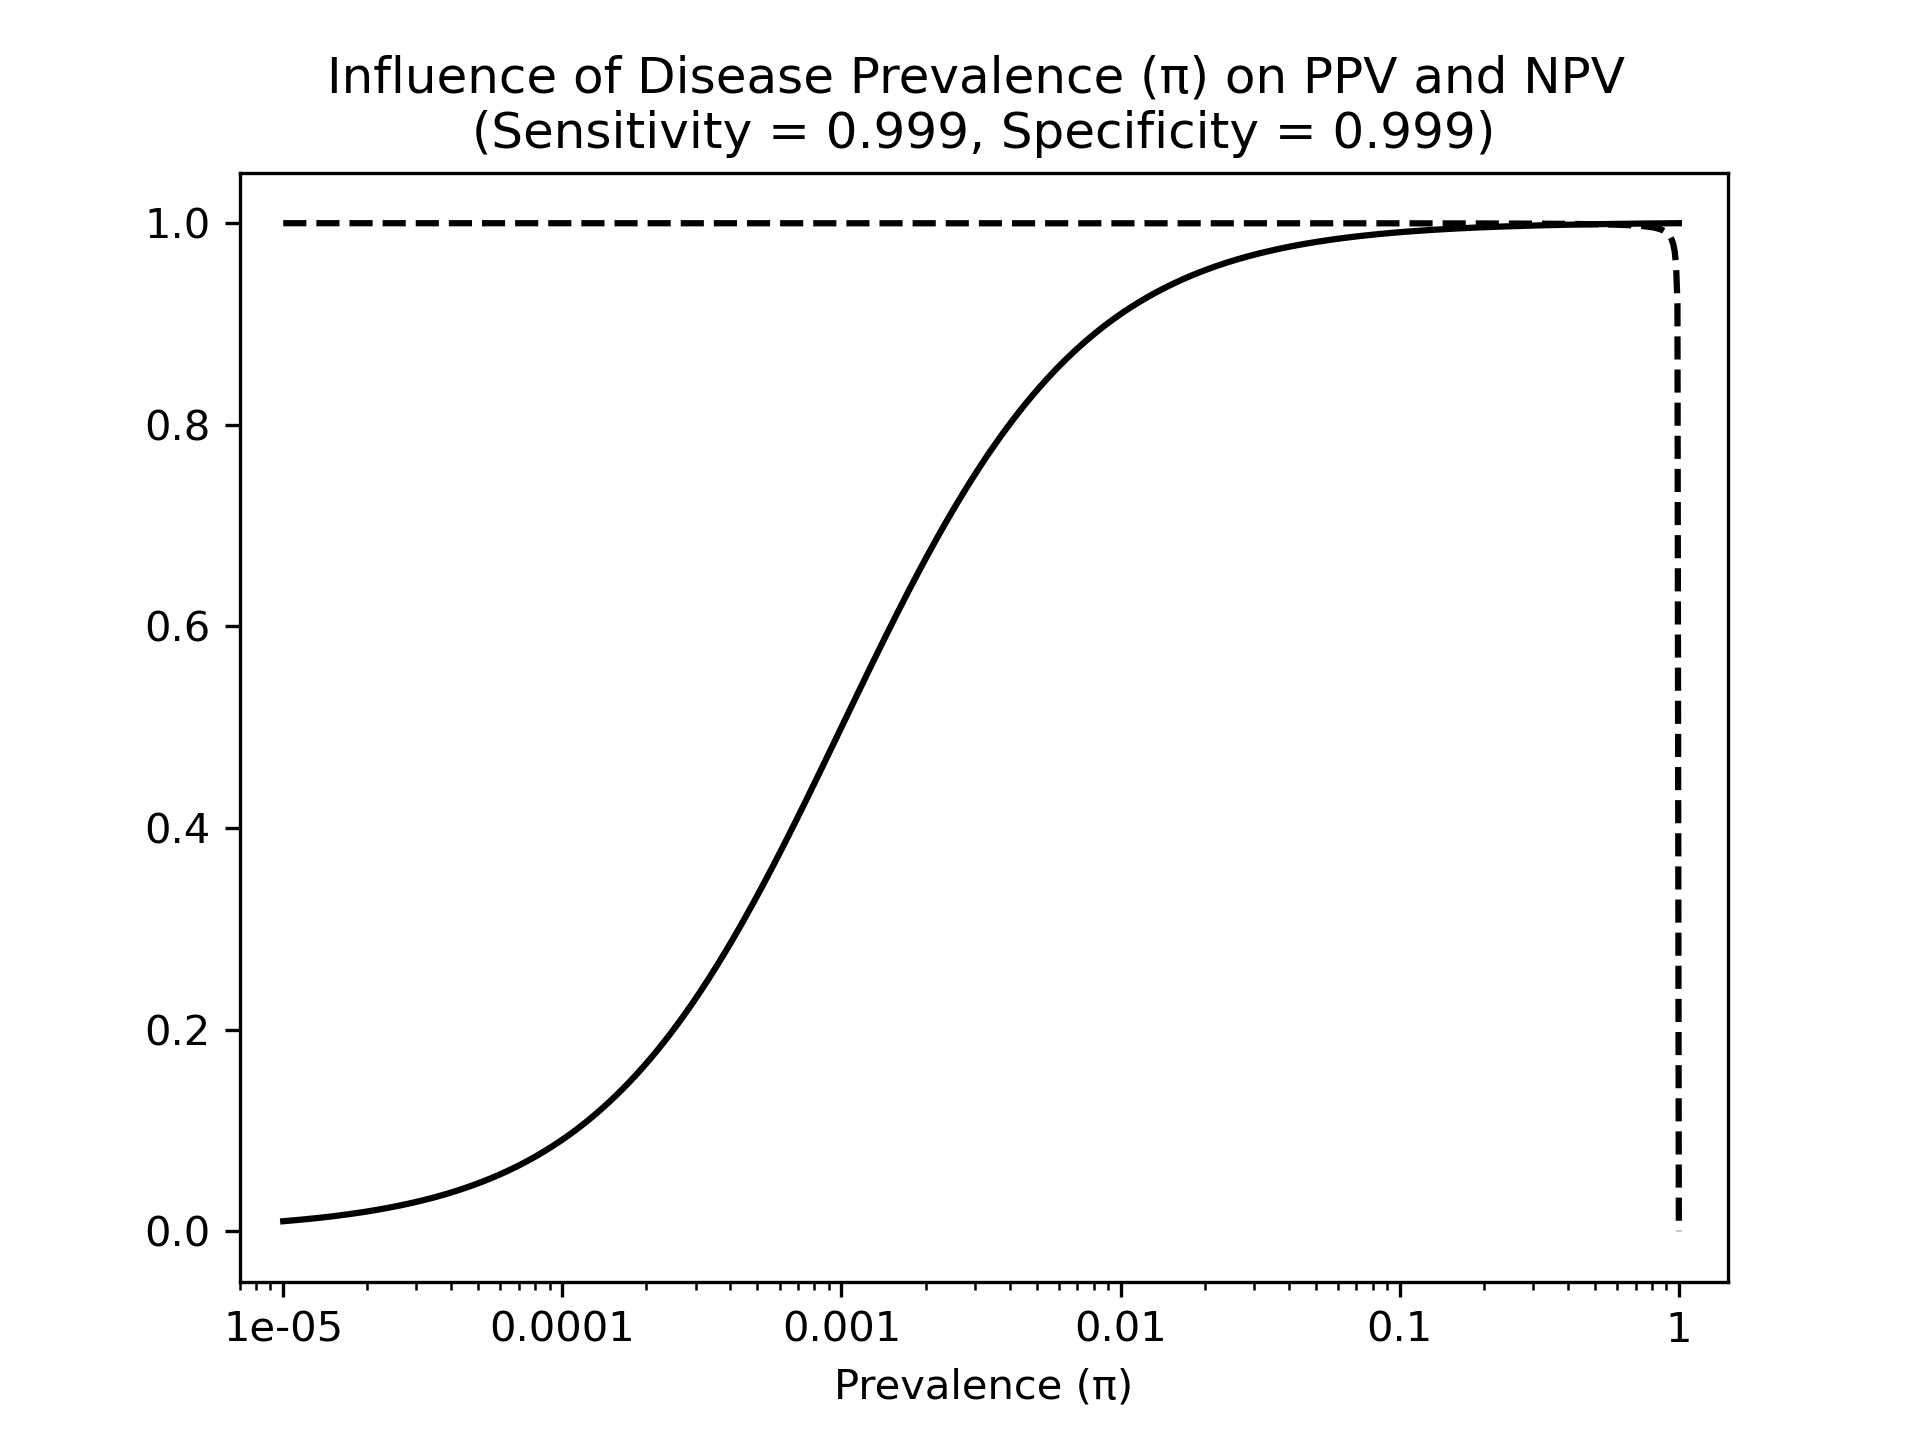 Influence of Disease Prevalence (π) on PPV and NPV
(Sensitivity = 0.999, Specificity = 0.999)
1.0
0.8
0.6
0.4
0.2
0.0
1e-05 0.0001 0.001 0.01 0.1 1
Prevalence (π)